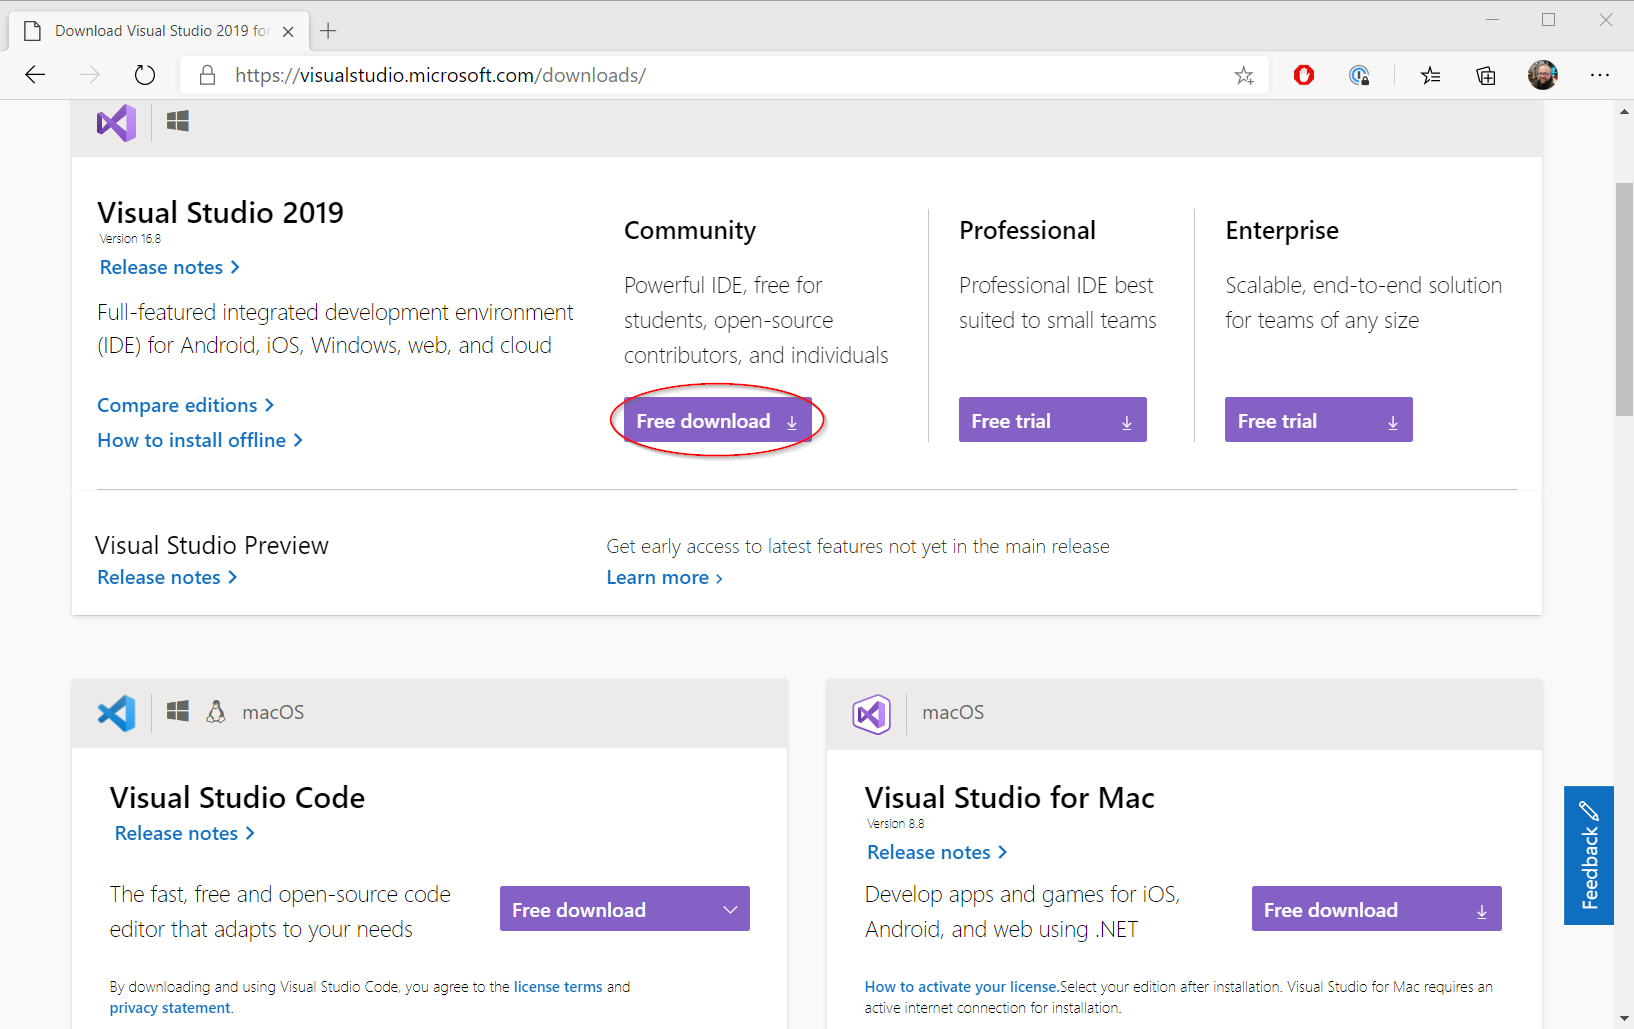 Download Visual Studio 2019 for
https://visualstudio.microsoft.com/downloads/
Visual Studio 2019
Version 16.8
Release notes
Full-featured integrated development environment
(IDE) for Android, iOS, Windows, web, and cloud
Compare editions
How to install offline
Community
Powerful IDE, free for
students, open-source
contributors, and individuals
Free download
Professional
Professional IDE best
suited to small teams
Free trial
Enterprise
Scalable, end-to-end solution
for teams of any size
Free trial
Visual Studio Preview
Release notes
Get early access to latest features not yet in the main release
Learn more
macOS
Visual Studio Code
Release notes
The fast, free and open-source code
editor that adapts to your needs
Free download
By downloading and using Visual Studio Code, you agree to the license terms and
privacy statement.
macOS
Visual Studio for Mac
Version 8.8
Release notes
Develop apps and games for iOS,
Android, and web using .NET
Free download
How to activate your license.Select your edition after installation. Visual Studio for Mac requires an
active internet connection for installation.
Feedback